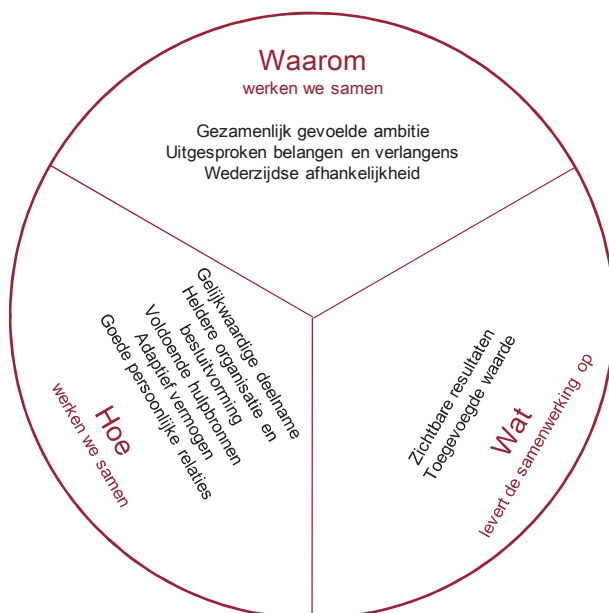 Waarom
werken we samen
Gezamenlijk gevoelde ambitie
Uitgesproken belangen en verlangens
Wederzijdse afhankelijkheid
Gelijkwaardige deelname
Heldere organisatie en
besluitvorming
Voldoende hulpbronnen
Adaptief vermogen
Goede persoonlijke relaties
Hoe
werken we samen
Zichtbare resultaten
Toegevoegde waarde
Wat
levert de samenwerking op